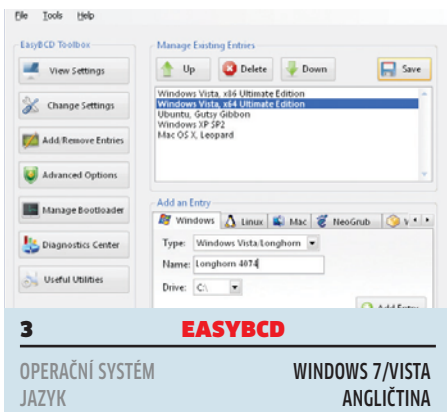 File Tools Help
EasyBCD Toolbox
View Settings
Change Settings
Add/Remove Entries
Advanced Options
Manage Bootloader
Diagnostics Center
Useful Utilities
Manage Existing Entries
Up Delete Down Save
Windows Vista, x86 Ultimate Edition
Windows Vista, x64 Ultimate Edition
Ubuntu, Gutsy Gibbon
Windows XP SP2
Mac OS X, Leopard
Add an Entry
Windows Linux Mac NeoGrub
Type: Windows Vista/Longhorn
Name: Longhorn 4074
Drive: C:\
Add Entry
3 EASYBCD
OPERAČNÍ SYSTÉM WINDOWS 7/VISTA
JAZYK ANGLIČTINA